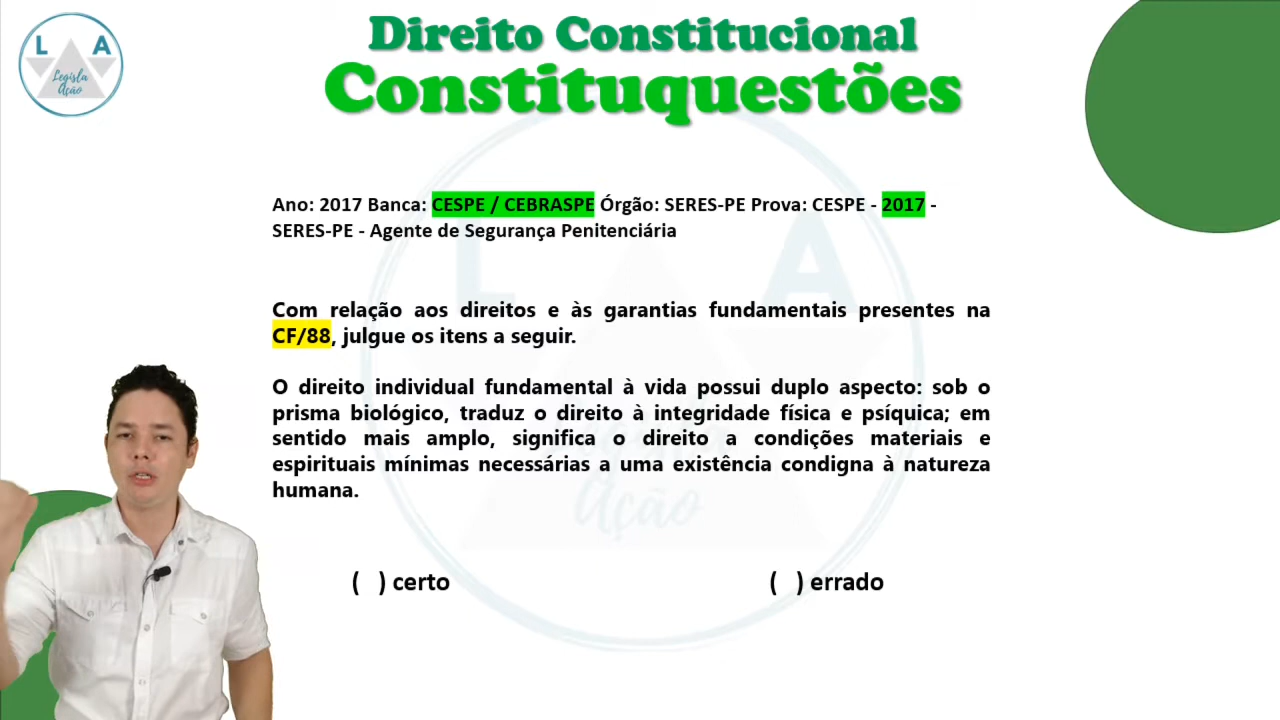 L A
Legisla
Ação
Direito Constitucional
Constituquestões
Ano: 2017 Banca: CESPE / CEBRASPE Órgão: SERES-PE Prova: CESPE - 2017 -
SERES-PE - Agente de Segurança Penitenciária
Com relação aos direitos e às garantias fundamentais presentes na
CF/88, julgue os itens a seguir.
O direito individual fundamental à vida possui duplo aspecto: sob o
prisma biológico, traduz o direito à integridade física e psíquica; em
sentido mais amplo, significa o direito a condições materiais e
espirituais mínimas necessárias a uma existência condigna à natureza
humana.
( ) certo ( ) errado
L A
Legisla
Ação